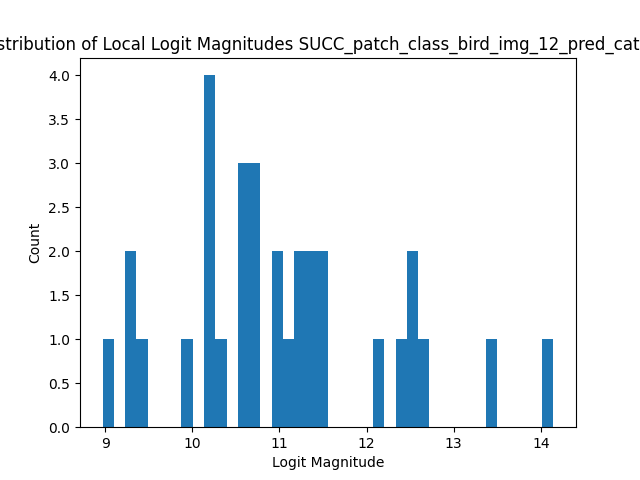 stribution of Local Logit Magnitudes SUCC_patch_class_bird_img_12_pred_cat
4.0
3.5
3.0
2.5
2.0
1.5
1.0
0.5
0.0
Count
9 10 11 12 13 14
Logit Magnitude